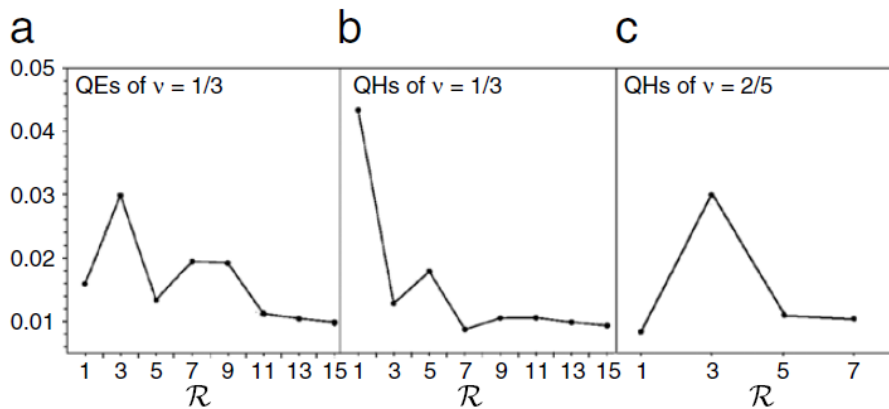 a b c
QEs of ν = 1/3 QHs of ν = 1/3 QHs of ν = 2/5
0.05
0.04
0.03
0.02
0.01
1 3 5 7 9 11 13 15 1 3 5 7 9 11 13 15 1 3 5 7
ℛ ℛ ℛ